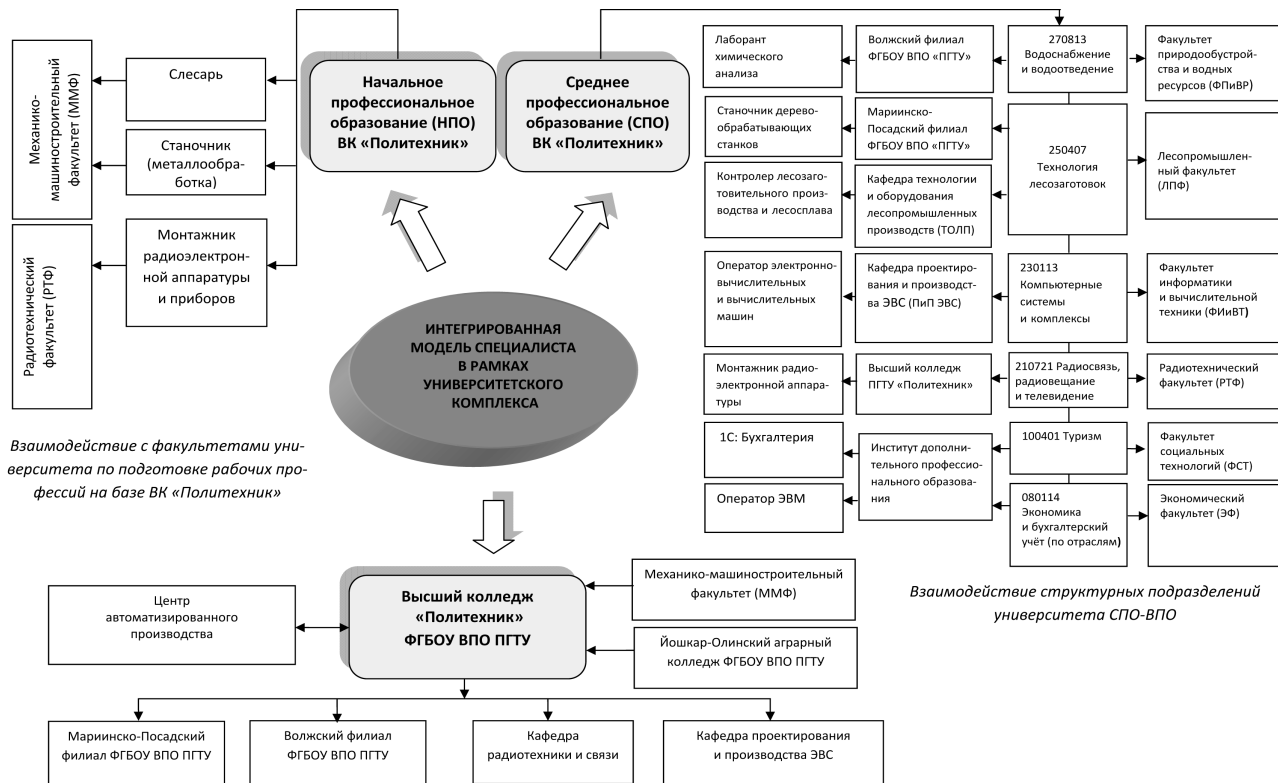 Механико-
машиностроительный
факультет (ММФ)
Радиотехнический
факультет (РТФ)
Слесарь
Станочник
(металлообра-
ботка)
Монтажник
радиоэлектрон-
ной аппаратуры
и приборов
Начальное
профессиональное
образование (НПО)
ВК «Политехник»
Среднее
профессиональное
образование (СПО)
ВК «Политехник»
Лаборант
химического
анализа
Волжский филиал
ФГБОУ ВПО «ПГТУ»
270813
Водоснабжение
и водоотведение
Факультет
природообустрой-
ства и водных
ресурсов (ФПиВР)
Станочник дерево-
обрабатывающих
станков
Мариинско-
Посадский филиал
ФГБОУ ВПО «ПГТУ»
250407
Технология
лесозаготовок
Лесопромышлен-
ный факультет
(ЛПФ)
Контролер лесозаго-
товительного произ-
водства и лесосплава
Кафедра технологии
и оборудования
лесопромышленных
производств (ТОЛП)
Оператор электронно-
вычислительных
и вычислительных
машин
Кафедра проектиро-
вания и производст-
ва ЭВС (ПиП ЭВС)
230113
Компьютерные
системы
и комплексы
Факультет
информатики
и вычислительной
техники (ФИиВТ)
Монтажник радио-
электронной аппара-
туры
Высший колледж
ПГТУ «Политехник»
210721 Радиосвязь,
радиовещание
и телевидение
Радиотехнический
факультет (РТФ)
1С: Бухгалтерия
Институт дополни-
тельного профессио-
нального образова-
ния
100401 Туризм
Факультет
социальных
технологий (ФСТ)
Оператор ЭВМ
080114
Экономика
и бухгалтерский
учёт (по отраслям)
Экономический
факультет (ЭФ)
ИНТЕГРИРОВАННАЯ
МОДЕЛЬ СПЕЦИАЛИСТА
В РАМКАХ
УНИВЕРСИТЕТСКОГО
КОМПЛЕКСА
Взаимодействие с факультетами уни-
верситета по подготовке рабочих про-
фессий на базе ВК «Политехник»
Взаимодействие структурных подразделений
университета СПО-ВПО
Центр
автоматизированного
производства
Высший колледж
«Политехник»
ФГБОУ ВПО ПГТУ
Механико-машиностроительный
факультет (ММФ)
Йошкар-Олинский аграрный
колледж ФГБОУ ВПО ПГТУ
Мариинско-Посадский
филиал ФГБОУ ВПО ПГТУ
Волжский филиал
ФГБОУ ВПО ПГТУ
Кафедра
радиотехники и связи
Кафедра проектирования
и производства ЭВС